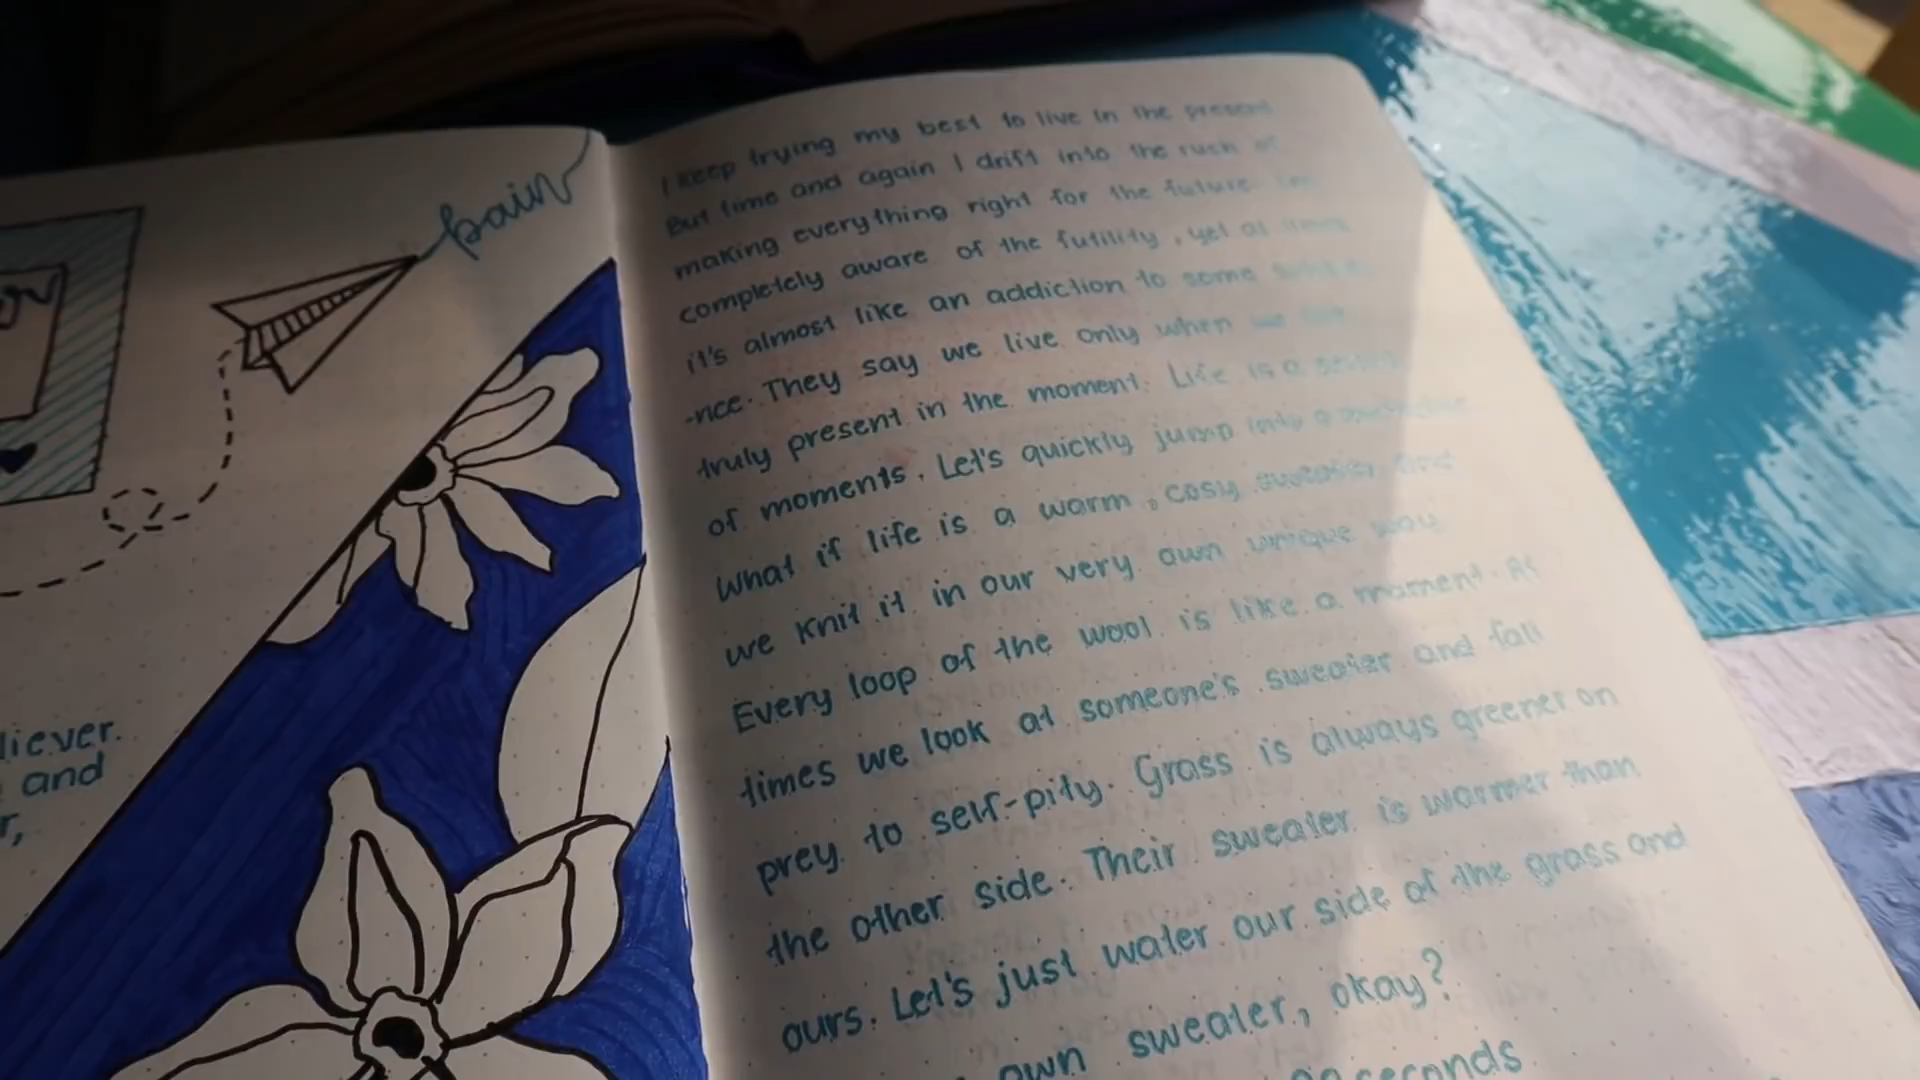 pain
liever.
and
r,
I keep trying my best to live in the present
But time and again I drift into the rush of
making everything right for the future. I'm
completely aware of the futility, yet at times
it's almost like an addiction to some
-nce. They say we live only when we are
truly present in the moment. Life is a series
of moments. Let's quickly jump into a
What if life is a warm, cosy sweater and
we knit it in our very own unique way
Every loop of the wool is like a moment. At
times we look at someone's sweater and fall
prey to self-pity. Grass is always greener on
the other side. Their sweater is warmer than
ours. Let's just water our side of the grass and
own sweater, okay?
seconds